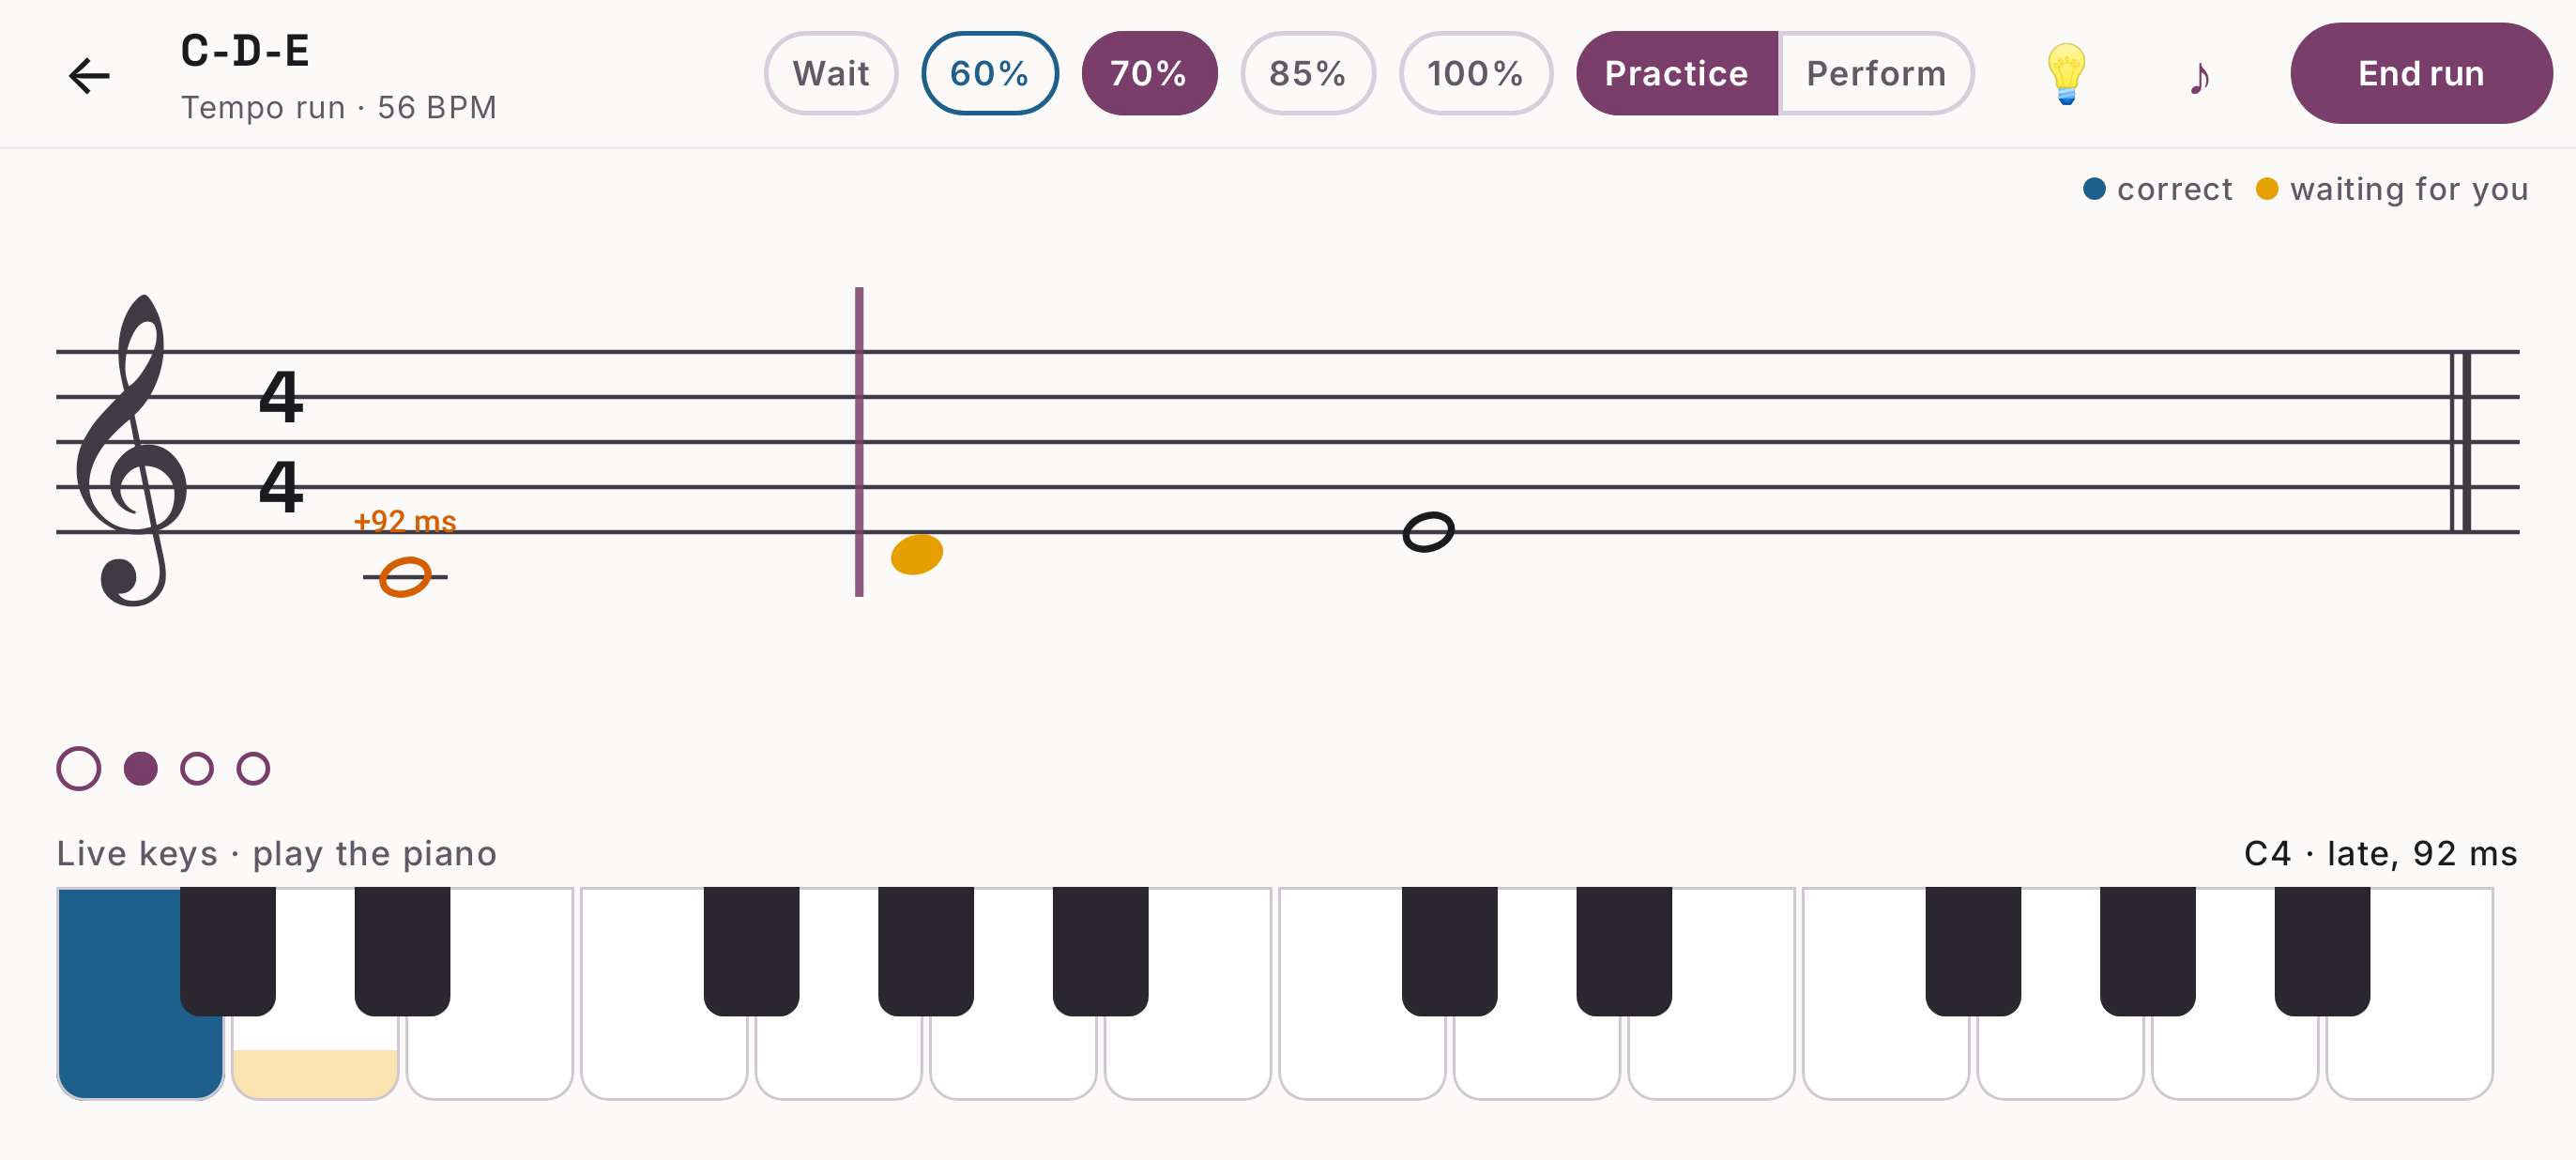 C-D-E
Tempo run · 56 BPM
Wait 60% 70% 85% 100% Practice Perform End run
correct waiting for you
4
4
+92 ms
Live keys · play the piano
C4 · late, 92 ms